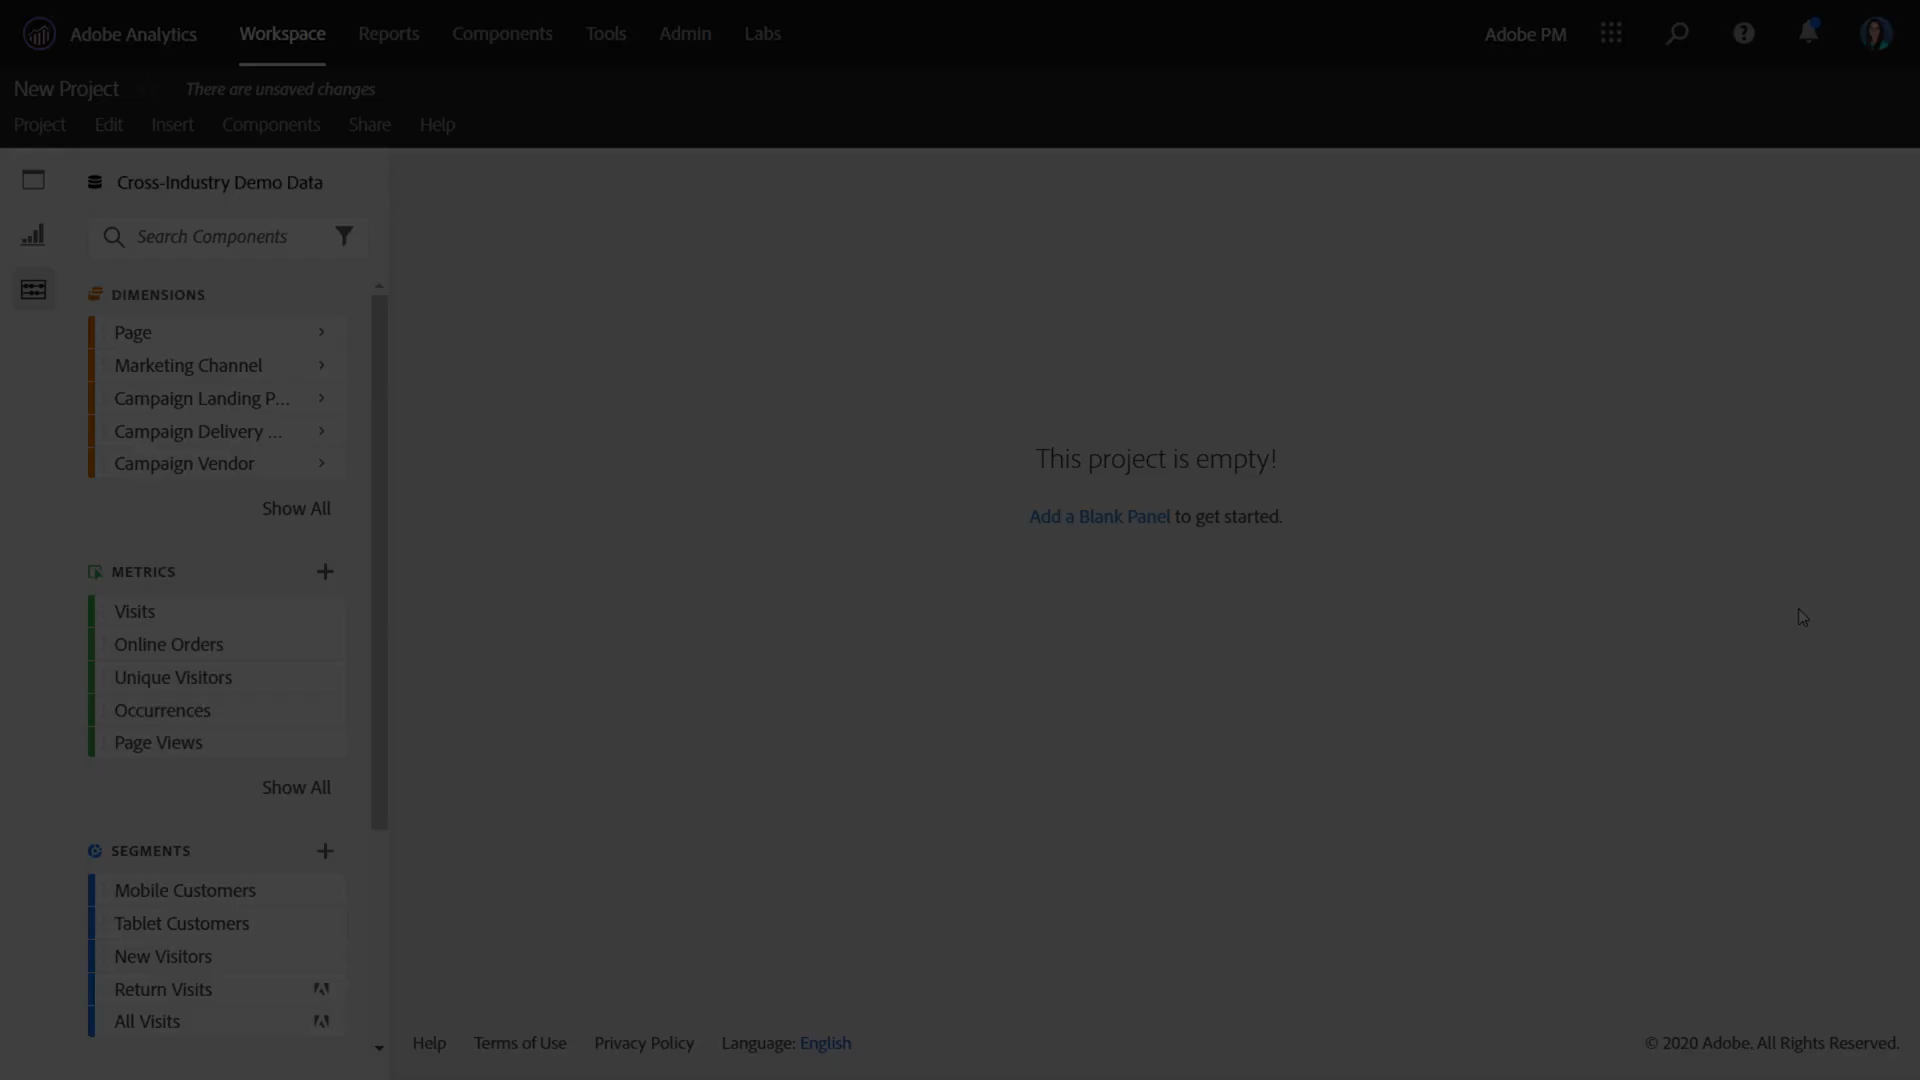 Adobe Analytics Workspace Reports Components Tools Admin Labs Adobe PM
New Project There are unsaved changes
Project Edit Insert Components Share Help
Cross-Industry Demo Data
Search Components
DIMENSIONS
Page
Marketing Channel
Campaign Landing P...
Campaign Delivery ...
Campaign Vendor
Show All
METRICS
Visits
Online Orders
Unique Visitors
Occurrences
Page Views
Show All
SEGMENTS
Mobile Customers
Tablet Customers
New Visitors
Return Visits
All Visits
This project is empty!
Add a Blank Panel to get started.
Help Terms of Use Privacy Policy Language: English
© 2020 Adobe. All Rights Reserved.